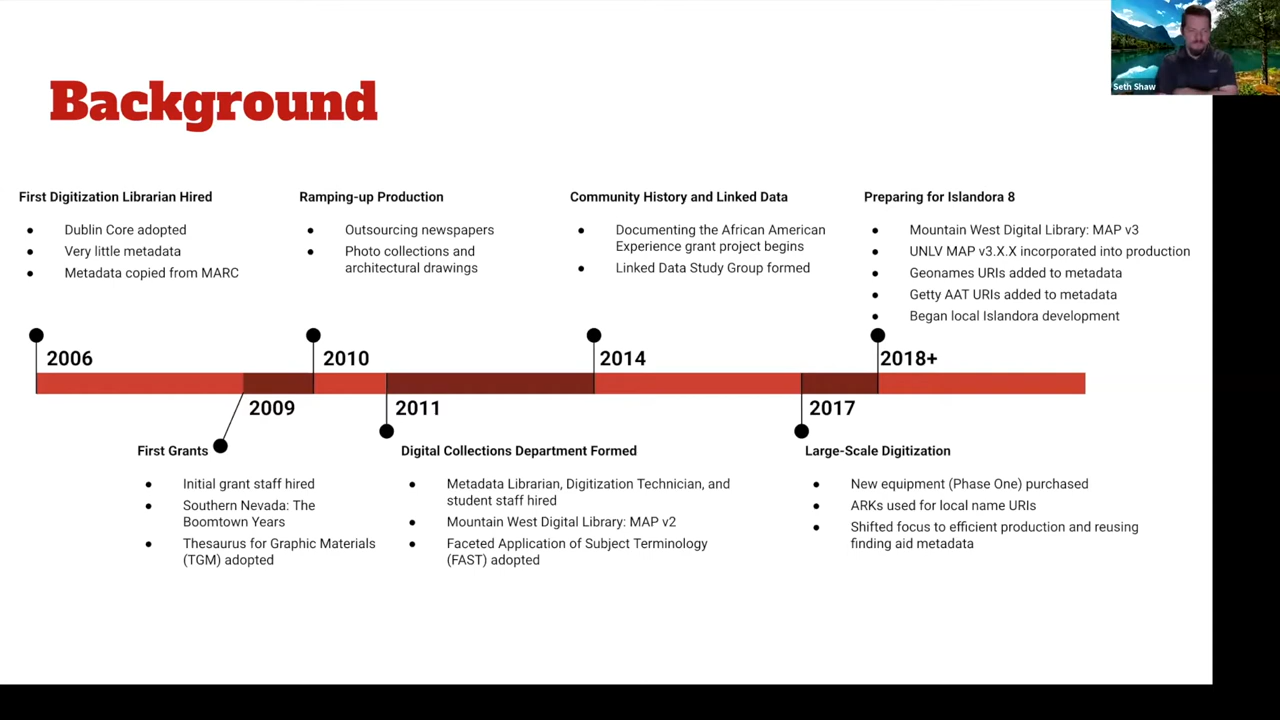 Seth Shaw
Background
First Digitization Librarian Hired
● Dublin Core adopted
● Very little metadata
● Metadata copied from MARC
Ramping-up Production
● Outsourcing newspapers
● Photo collections and
architectural drawings
Community History and Linked Data
● Documenting the African American
Experience grant project begins
● Linked Data Study Group formed
Preparing for Islandora 8
● Mountain West Digital Library: MAP v3
● UNLV MAP v3.X.X incorporated into production
● Geonames URIs added to metadata
● Getty AAT URIs added to metadata
● Began local Islandora development
2006
2010
2014
2018+
2009
2011
2017
First Grants
● Initial grant staff hired
● Southern Nevada: The
Boomtown Years
● Thesaurus for Graphic Materials
(TGM) adopted
Digital Collections Department Formed
● Metadata Librarian, Digitization Technician, and
student staff hired
● Mountain West Digital Library: MAP v2
● Faceted Application of Subject Terminology
(FAST) adopted
Large-Scale Digitization
● New equipment (Phase One) purchased
● ARKs used for local name URIs
● Shifted focus to efficient production and reusing
finding aid metadata